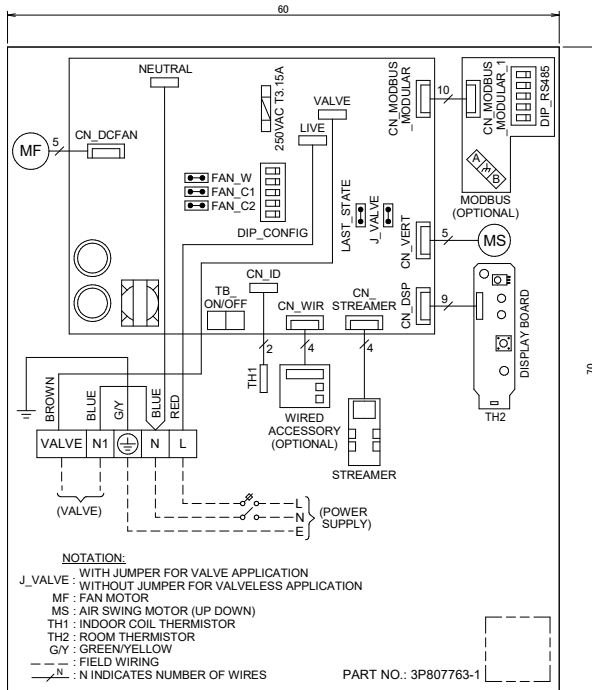 60
NEUTRAL
250VAC T3.15A
VALVE
LIVE
CN_MODBUS
_MODULAR
10
CN_MODBUS
_MODULAR_1
DIP_RS485
MF
5
CN_DCFAN
FAN_W
FAN_C1
FAN_C2
DIP_CONFIG
LAST_STATE
J_VALVE
A
B
MODBUS
(OPTIONAL)
CN_VERT
5
MS
CN_ID
TB_
ON/OFF
CN_WIR
CN_
STREAMER
CN_DSP
9
DISPLAY BOARD
70
2
4
4
TH1
WIRED
ACCESSORY
(OPTIONAL)
STREAMER
TH2
BROWN
BLUE
G/Y
BLUE
RED
VALVE
N1
N
L
(VALVE)
L
N
E
(POWER
SUPPLY)
NOTATION:
J_VALVE : WITH JUMPER FOR VALVE APPLICATION
WITHOUT JUMPER FOR VALVELESS APPLICATION
MF : FAN MOTOR
MS : AIR SWING MOTOR (UP DOWN)
TH1 : INDOOR COIL THERMISTOR
TH2 : ROOM THERMISTOR
G/Y : GREEN/YELLOW
: FIELD WIRING
N : N INDICATES NUMBER OF WIRES
PART NO.: 3P807763-1